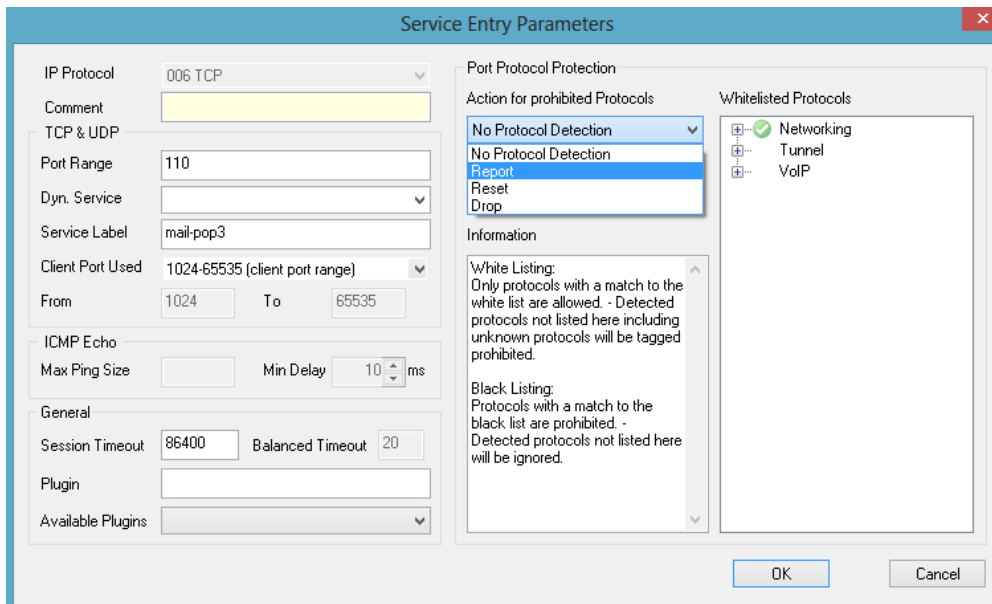 Service Entry Parameters
IP Protocol 006 TCP
Comment
TCP & UDP
Port Range 110
Dyn. Service
Service Label mail-pop3
Client Port Used 1024-65535 (client port range)
From 1024 To 65535
ICMP Echo
Max Ping Size Min Delay 10 ms
General
Session Timeout 86400 Balanced Timeout 20
Plugin
Available Plugins
Port Protocol Protection
Action for prohibited Protocols
No Protocol Detection
No Protocol Detection
Report
Reset
Drop
Information
White Listing:
Only protocols with a match to the
white list are allowed. - Detected
protocols not listed here including
unknown protocols will be tagged
prohibited.
Black Listing:
Protocols with a match to the
black list are prohibited. -
Detected protocols not listed here
will be ignored.
Whitelisted Protocols
Networking
Tunnel
VoIP
OK Cancel